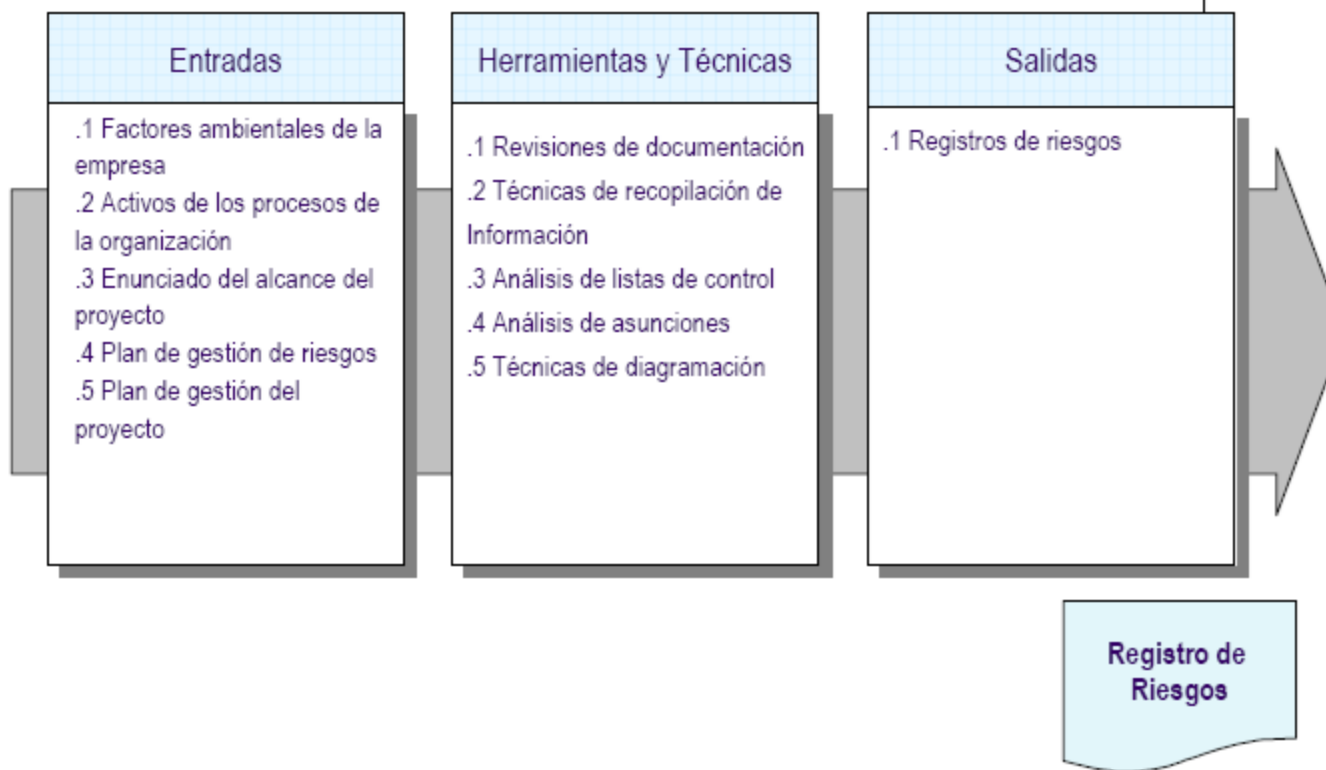 Entradas
.1 Factores ambientales de la
empresa
.2 Activos de los procesos de
la organización
.3 Enunciado del alcance del
proyecto
.4 Plan de gestión de riesgos
.5 Plan de gestión del
proyecto
Herramientas y Técnicas
.1 Revisiones de documentación
.2 Técnicas de recopilación de
Información
.3 Análisis de listas de control
.4 Análisis de asunciones
.5 Técnicas de diagramación
Salidas
.1 Registros de riesgos
Registro de
Riesgos